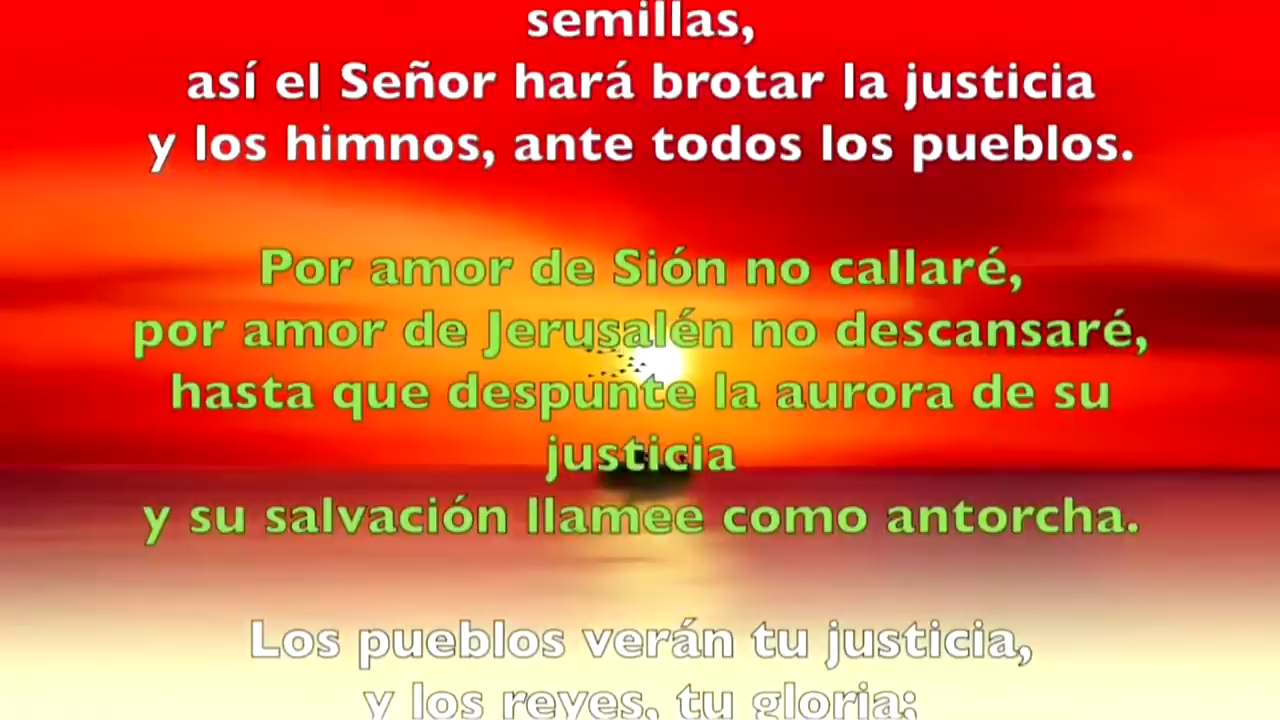 semillas,
así el Señor hará brotar la justicia
y los himnos, ante todos los pueblos.
Por amor de Sión no callaré,
por amor de Jerusalén no descansaré,
hasta que despunte la aurora de su
justicia
y su salvación llamee como antorcha.
Los pueblos verán tu justicia,
y los reyes, tu gloria;